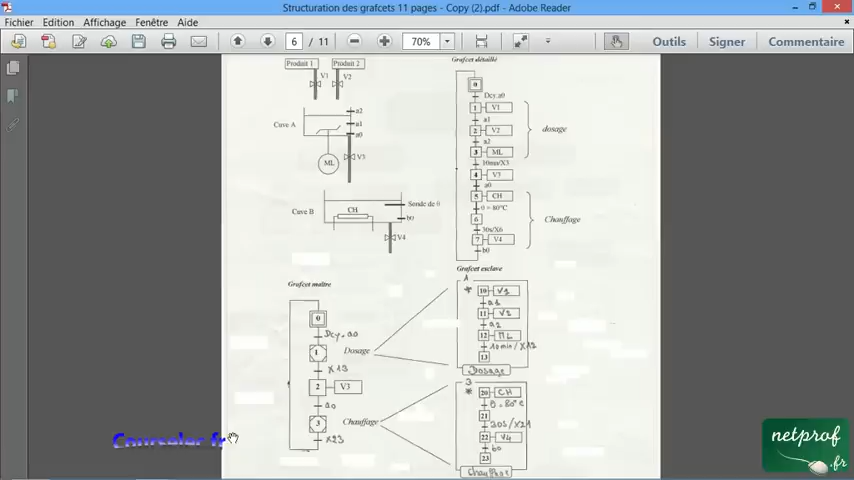 Structuration des grafcets 11 pages - Copy (2).pdf - Adobe Reader
Fichier Edition Affichage Fenêtre Aide
6 / 11 70% Outils Signer Commentaire
Produit 1 Produit 2
V1 V2
Cuve A
a2
a1
a0
ML
V3
Cuve B
CH
Sonde de θ
b0
V4
Grafcet détaillé
0
Dcy.a0
1 V1
a1
2 V2
a2
3 ML
10mn/X3
4 V3
a0
5 CH
θ = 80°C
6
30s/X6
7 V4
b0
dosage
Chauffage
Grafcet maître
0
Dcy.a0
1 Dosage
X13
2 V3
a0
3 Chauffage
X23
Grafcet esclave
A
* 10 V1
a1
11 V2
a2
12 ML
10min/X12
13
Dosage
* 20 CH
θ.80°C
21
30s/X21
22 V4
b0
23
Chauffage
netprof
.fr